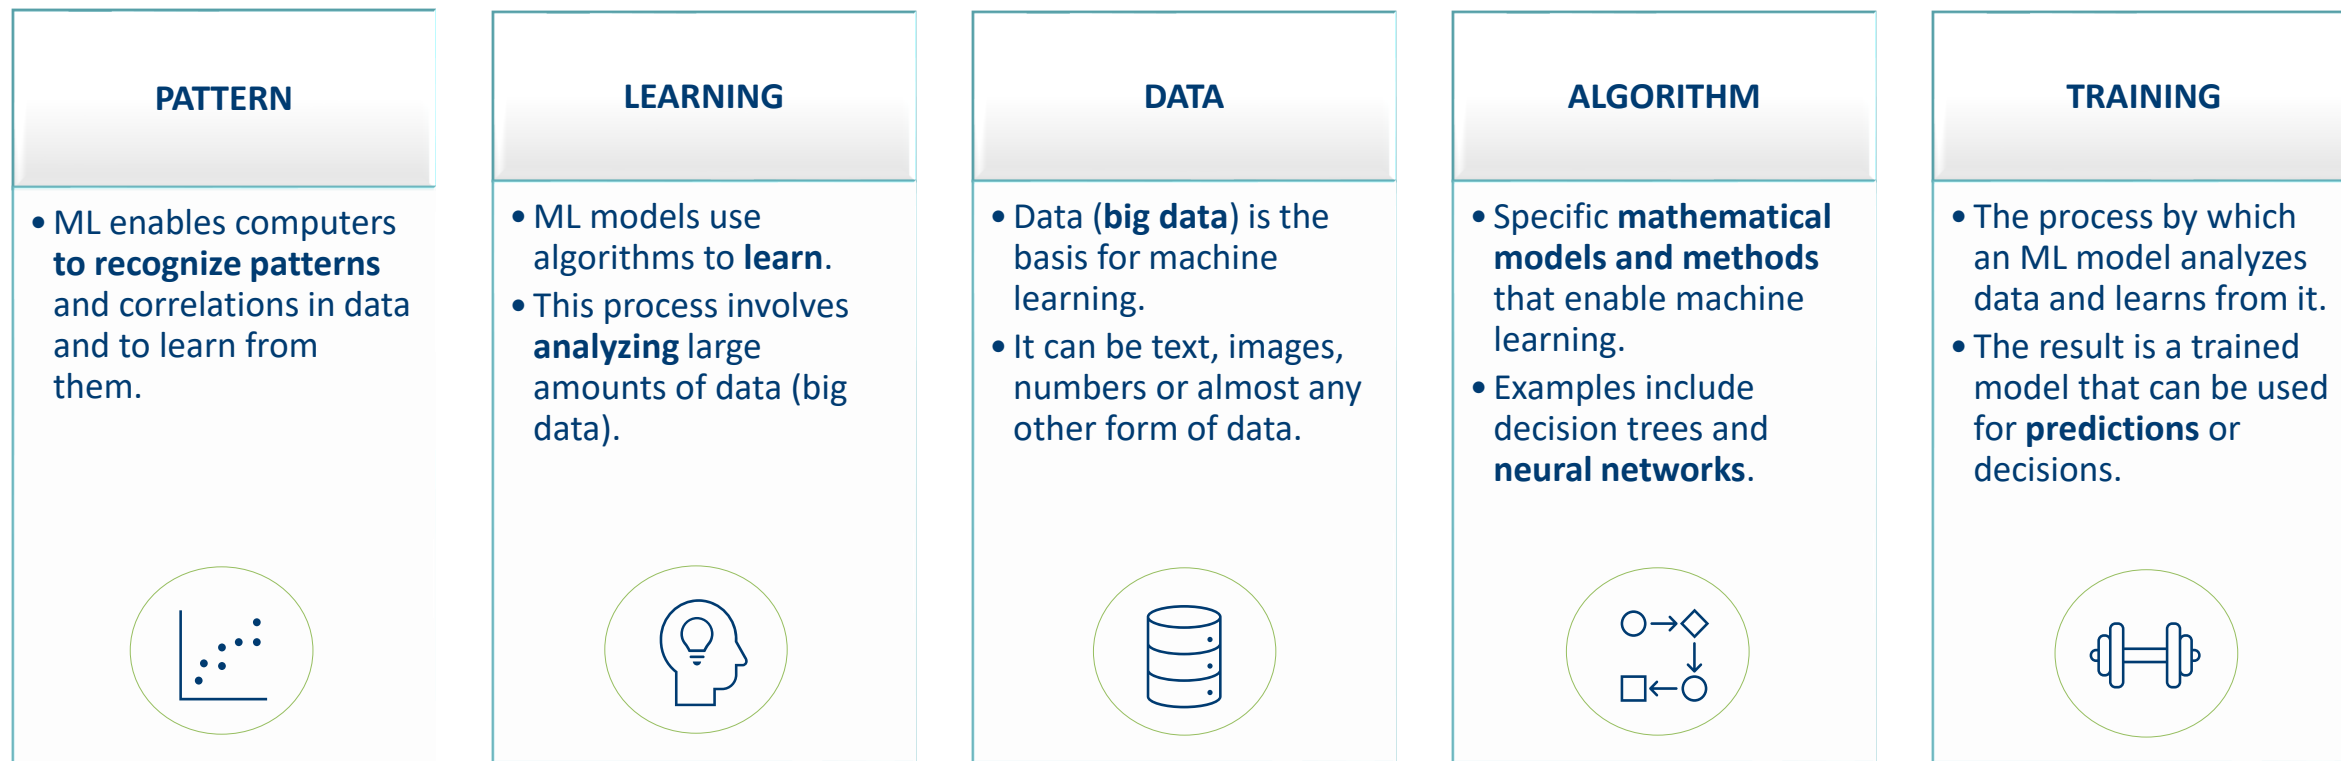 PATTERN
• ML enables computers
to recognize patterns
and correlations in data
and to learn from
them.
LEARNING
• ML models use
algorithms to learn.
• This process involves
analyzing large
amounts of data (big
data).
DATA
• Data (big data) is the
basis for machine
learning.
• It can be text, images,
numbers or almost any
other form of data.
ALGORITHM
• Specific mathematical
models and methods
that enable machine
learning.
• Examples include
decision trees and
neural networks.
TRAINING
• The process by which
an ML model analyzes
data and learns from it.
• The result is a trained
model that can be used
for predictions or
decisions.